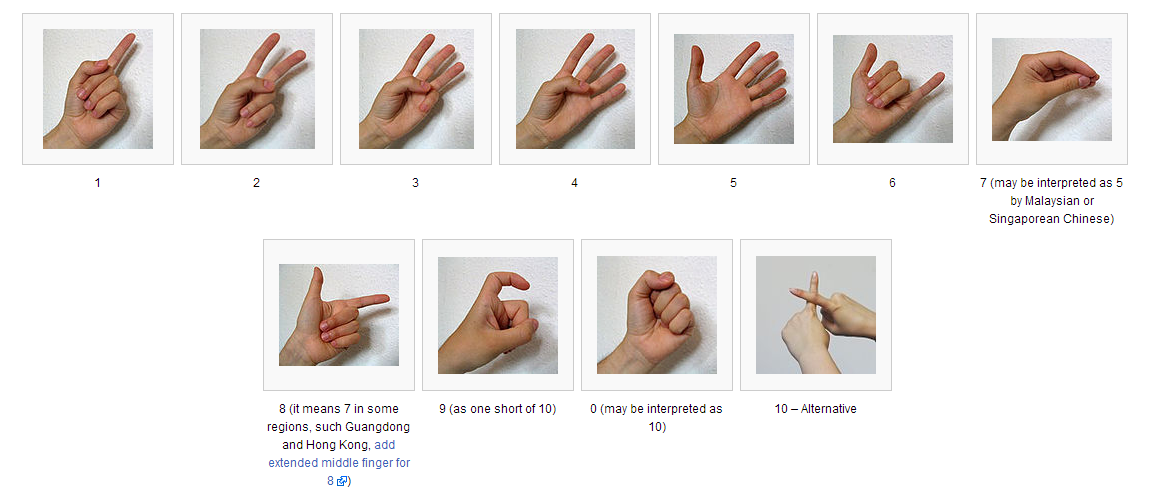 1
2
3
4
5
6
7 (may be interpreted as 5
by Malaysian or
Singaporean Chinese)
8 (it means 7 in some
regions, such Guangdong
and Hong Kong, add
extended middle finger for
8)
9 (as one short of 10)
0 (may be interpreted as
10)
10 – Alternative